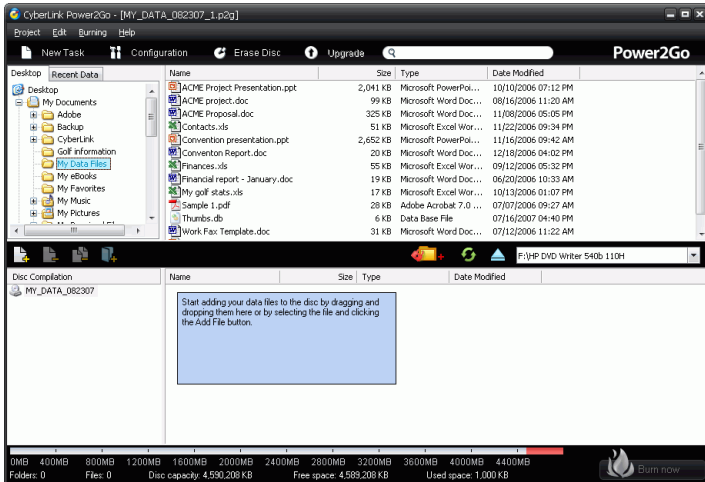 CyberLink Power2Go - [MY_DATA_082307_1.p2g]
Project Edit Burning Help
New Task Configuration Erase Disc Upgrade Power2Go
Desktop Recent Data Name Size Type Date Modified
Desktop
My Documents
Adobe
Backup
CyberLink
Golf information
My Data Files
My eBooks
My Favorites
My Music
My Pictures
ACME Project Presentation.ppt 2,041 KB Microsoft PowerPoi... 10/10/2006 07:12 PM
ACME project.doc 99 KB Microsoft Word Doc... 08/16/2006 11:20 AM
ACME Proposal.doc 325 KB Microsoft Word Doc... 11/08/2006 05:05 PM
Contacts.xls 51 KB Microsoft Excel Wor... 11/22/2006 09:34 PM
Convention presentation.ppt 2,652 KB Microsoft PowerPoi... 11/16/2006 09:42 AM
Conventon Report.doc 20 KB Microsoft Word Doc... 12/18/2006 04:02 PM
Finances.xls 55 KB Microsoft Excel Wor... 09/12/2006 05:32 PM
Financial report - January.doc 19 KB Microsoft Word Doc... 06/20/2006 10:33 AM
My golf stats.xls 17 KB Microsoft Excel Wor... 10/13/2006 01:07 PM
Sample 1.pdf 28 KB Adobe Acrobat 7.0 ... 07/07/2006 09:27 AM
Thumbs.db 6 KB Data Base File 07/16/2007 04:40 PM
Work Fax Template.doc 31 KB Microsoft Word Doc... 07/12/2006 11:22 AM
F:\HP DVD Writer 540b 110H
Disc Compilation Name Size Type Date Modified
MY_DATA_082307
Start adding your data files to the disc by dragging and
dropping them here or by selecting the file and clicking
the Add File button.
0MB 400MB 800MB 1200MB 1600MB 2000MB 2400MB 2800MB 3200MB 3600MB 4000MB 4400MB
Folders: 0 Files: 0 Disc capacity: 4,590,208 KB Free space: 4,589,208 KB Used space: 1,000 KB
Burn now